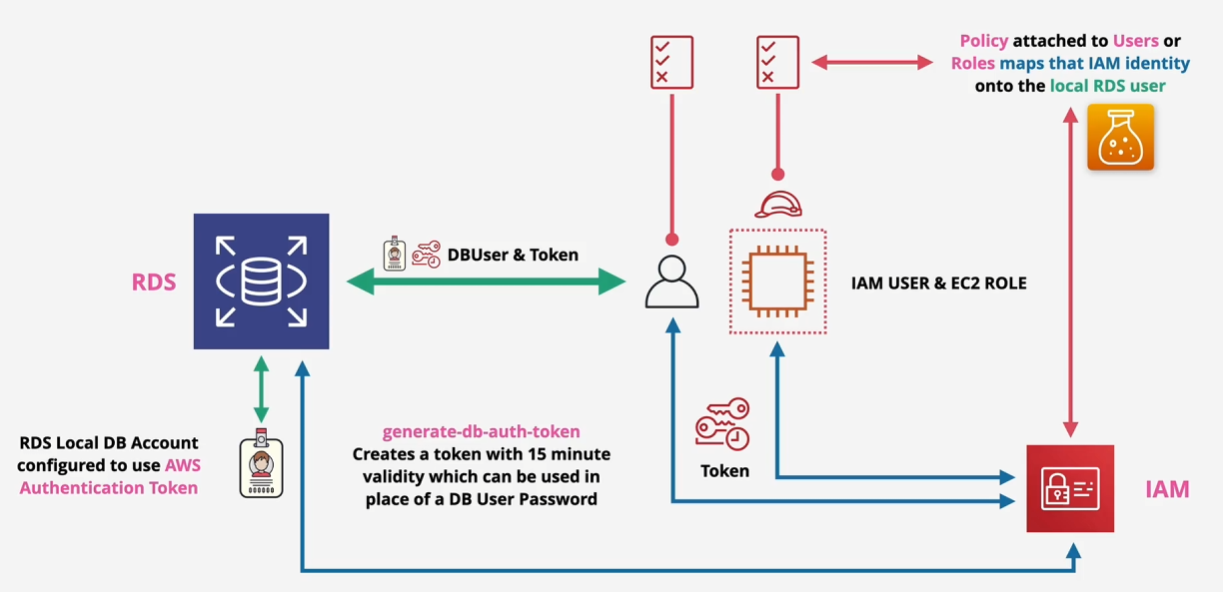 Policy attached to Users or
Roles maps that IAM identity
onto the local RDS user
DBUser & Token
RDS
IAM USER & EC2 ROLE
generate-db-auth-token
Creates a token with 15 minute
validity which can be used in
place of a DB User Password
RDS Local DB Account
configured to use AWS
Authentication Token
Token
IAM